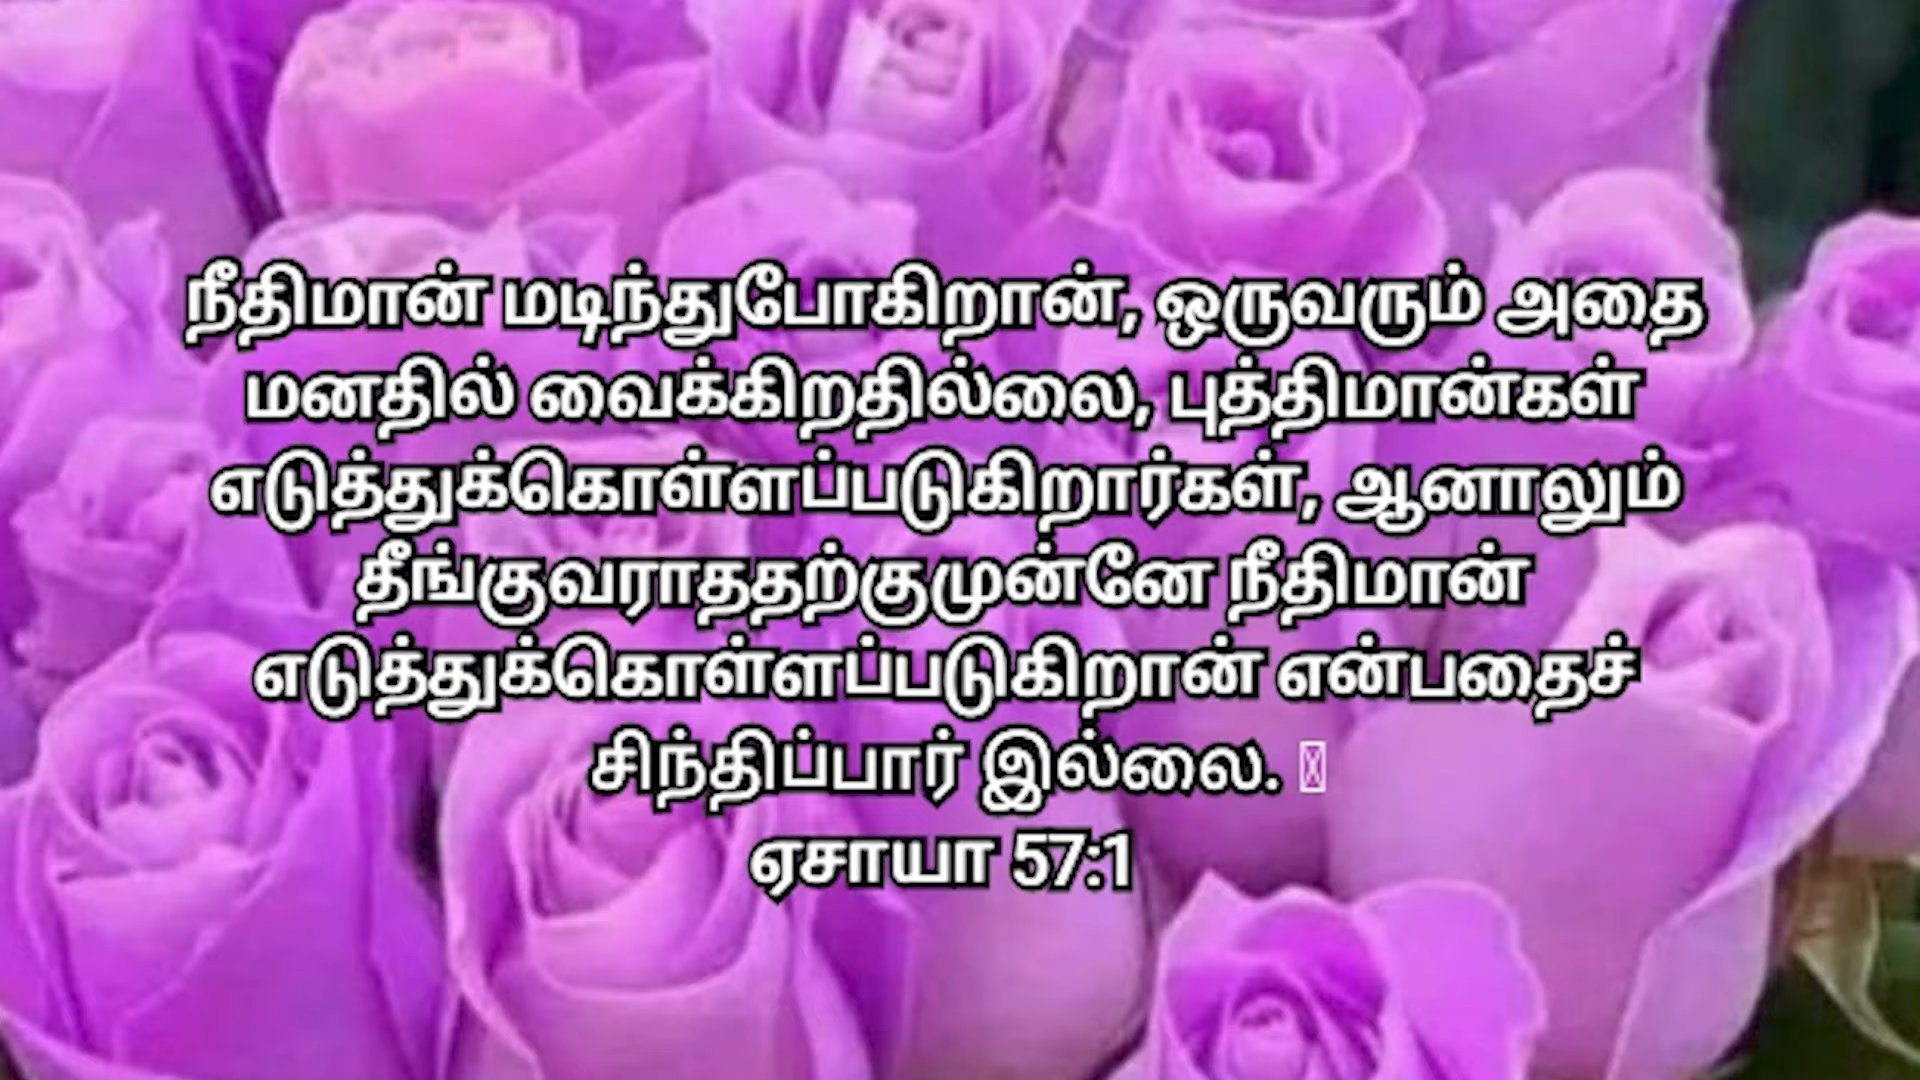 நீதிமான் மடிந்துபோகிறான், ஒருவரும் அதை
மனதில் வைக்கிறதில்லை, புத்திமான்கள்
எடுத்துக்கொள்ளப்படுகிறார்கள், ஆனாலும்
தீங்குவராததற்குமுன்னே நீதிமான்
எடுத்துக்கொள்ளப்படுகிறான் என்பதைச்
சிந்திப்பார் இல்லை.
ஏசாயா 57:1